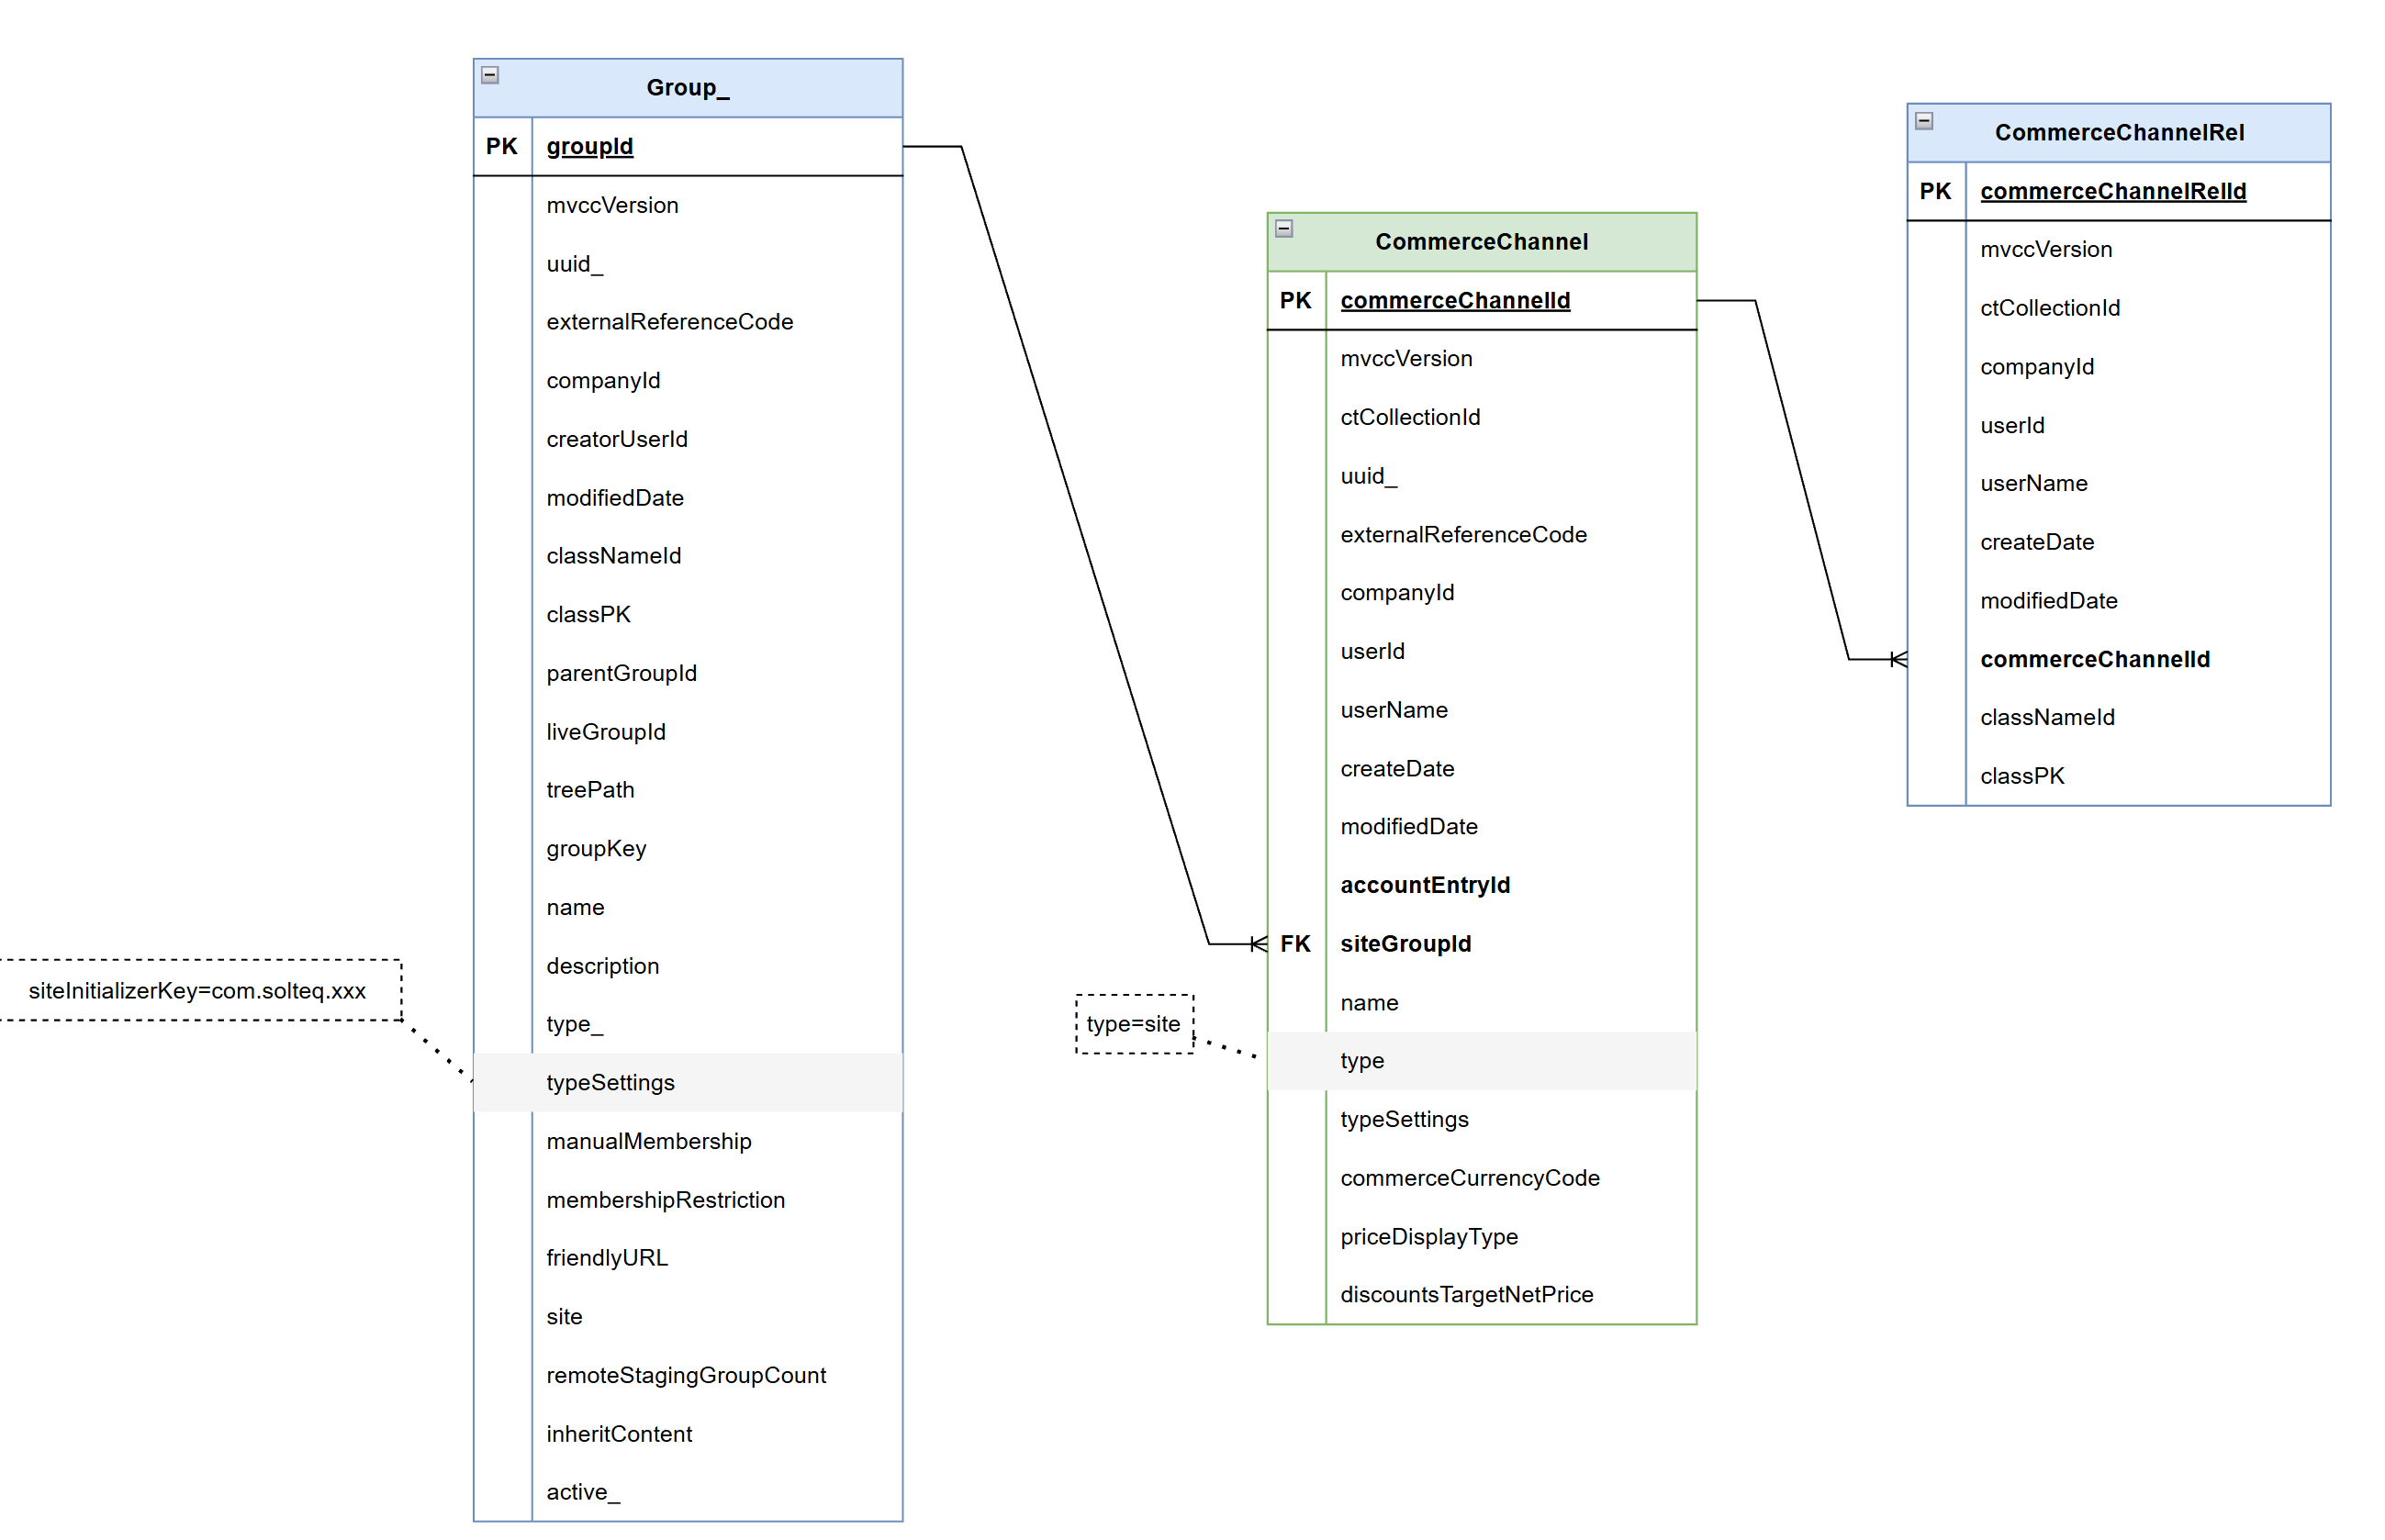 Group_
PK groupId
mvccVersion
uuid_
externalReferenceCode
companyId
creatorUserId
modifiedDate
classNameId
classPK
parentGroupId
liveGroupId
treePath
groupKey
name
description
type_
typeSettings
manualMembership
membershipRestriction
friendlyURL
site
remoteStagingGroupCount
inheritContent
active_
siteInitializerKey=com.solteq.xxx
CommerceChannel
PK commerceChannelId
mvccVersion
ctCollectionId
uuid_
externalReferenceCode
companyId
userId
userName
createDate
modifiedDate
accountEntryId
FK siteGroupId
name
type
typeSettings
commerceCurrencyCode
priceDisplayType
discountsTargetNetPrice
type=site
CommerceChannelRel
PK commerceChannelRelId
mvccVersion
ctCollectionId
companyId
userId
userName
createDate
modifiedDate
commerceChannelId
classNameId
classPK